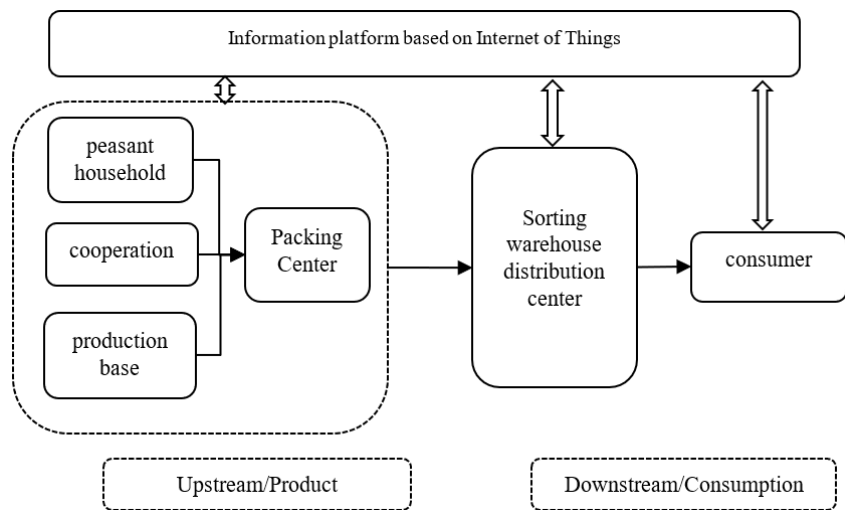 Information platform based on Internet of Things
peasant
household
cooperation
production
base
Packing
Center
Sorting
warehouse
distribution
center
consumer
Upstream/Product
Downstream/Consumption